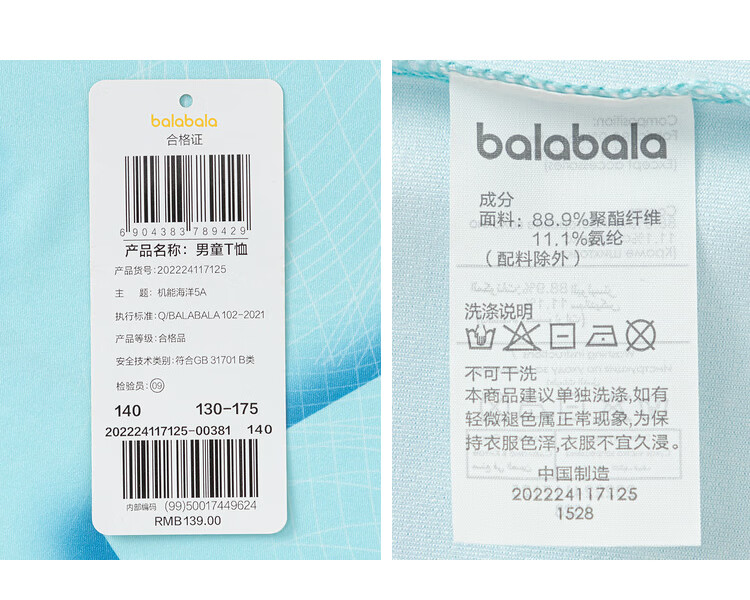 balabala
合格证
6 904383 789429
产品名称：男童T恤
产品货号:202224117125
主 题: 机能海洋5A
执行标准: Q/BALABALA 102-2021
产品等级: 合格品
安全技术类别: 符合GB 31701 B类
检验员: 09
140 130-175
202224117125-00381 140
内部编码 (99)50017449624
RMB139.00
balabala
成分
面料: 88.9%聚酯纤维
11.1%氨纶
(配料除外)
洗涤说明
不可干洗
本商品建议单独洗涤,如有
轻微褪色属正常现象,为保
持衣服色泽,衣服不宜久浸。
中国制造
202224117125
1528